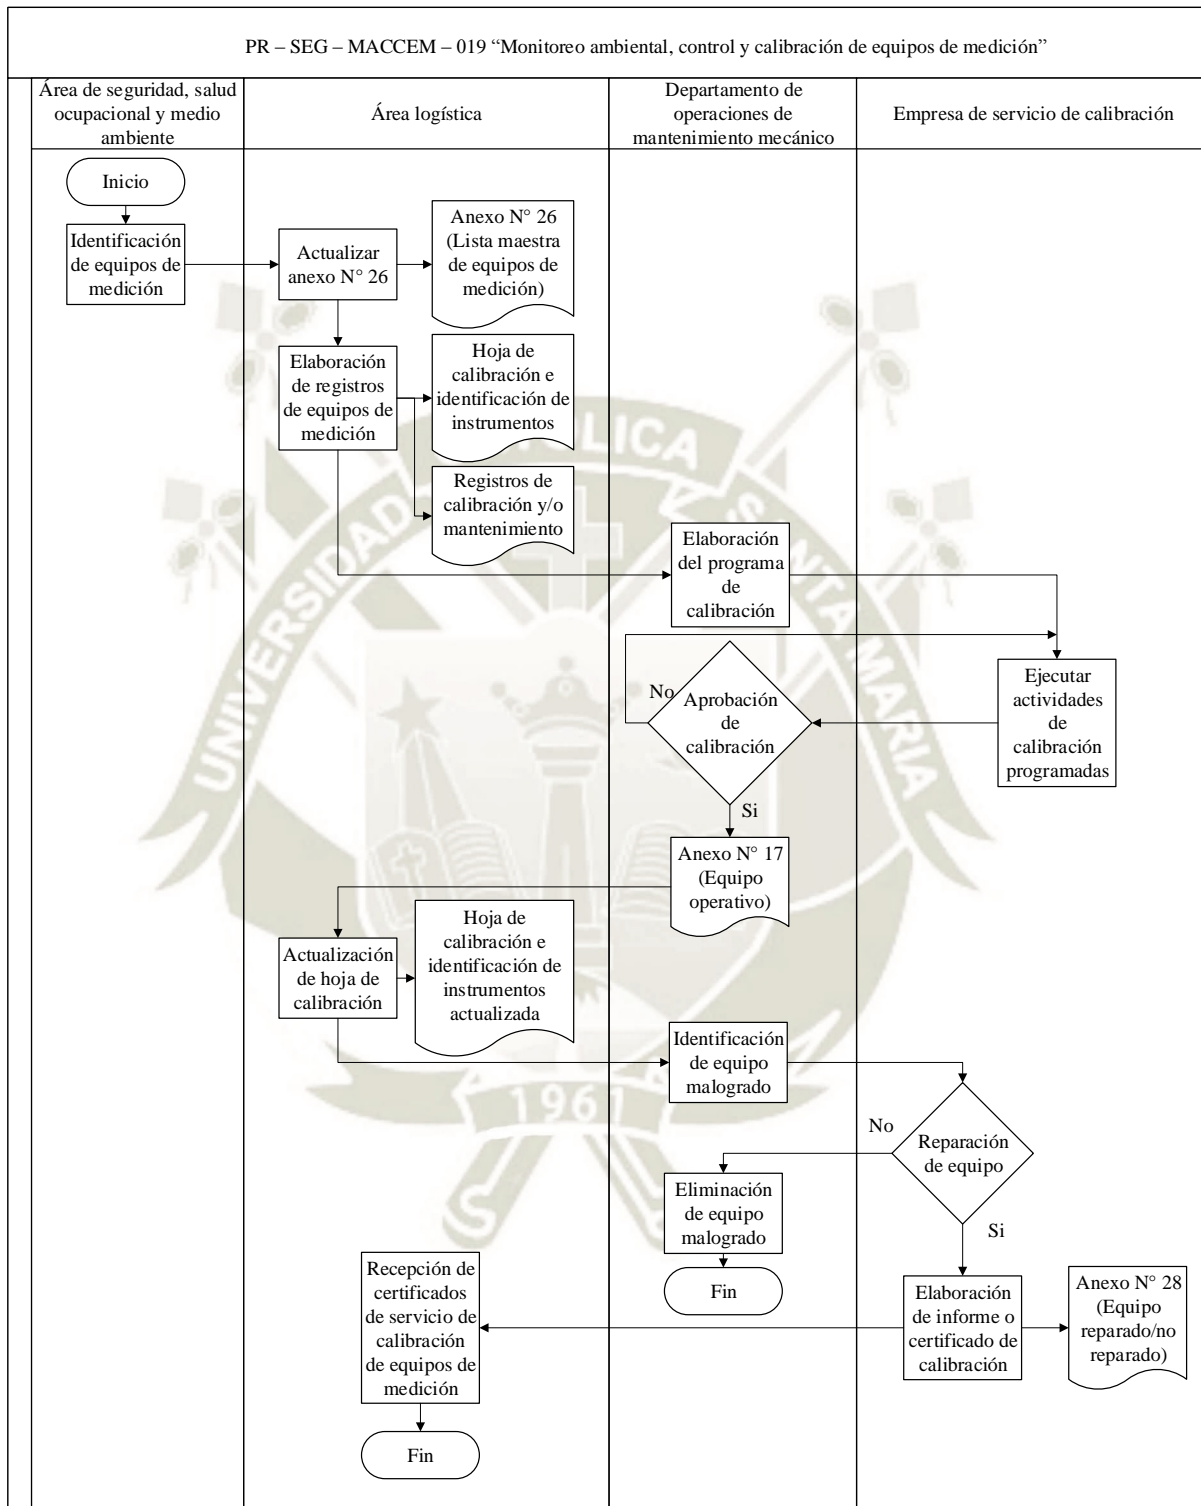 PR – SEG – MACCEM – 019 “Monitoreo ambiental, control y calibración de equipos de medición”
Área de seguridad, salud
ocupacional y medio
ambiente
Área logística
Departamento de
operaciones de
mantenimiento mecánico
Empresa de servicio de calibración
Inicio
Identificación
de equipos de
medición
Actualizar
anexo N° 26
Anexo N° 26
(Lista maestra
de equipos de
medición)
Elaboración
de registros
de equipos de
medición
Hoja de
calibración e
identificación de
instrumentos
Registros de
calibración y/o
mantenimiento
Elaboración
del programa
de
calibración
Ejecutar
actividades
de
calibración
programadas
No
Aprobación
de
calibración
Si
Anexo N° 17
(Equipo
operativo)
Actualización
de hoja de
calibración
Hoja de
calibración e
identificación de
instrumentos
actualizada
Identificación
de equipo
malogrado
No
Reparación
de equipo
Si
Eliminación
de equipo
malogrado
Fin
Elaboración
de informe o
certificado de
calibración
Anexo N° 28
(Equipo
reparado/no
reparado)
Recepción de
certificados
de servicio de
calibración
de equipos de
medición
Fin
UNIVERSIDAD
SANTA MARIA
1961